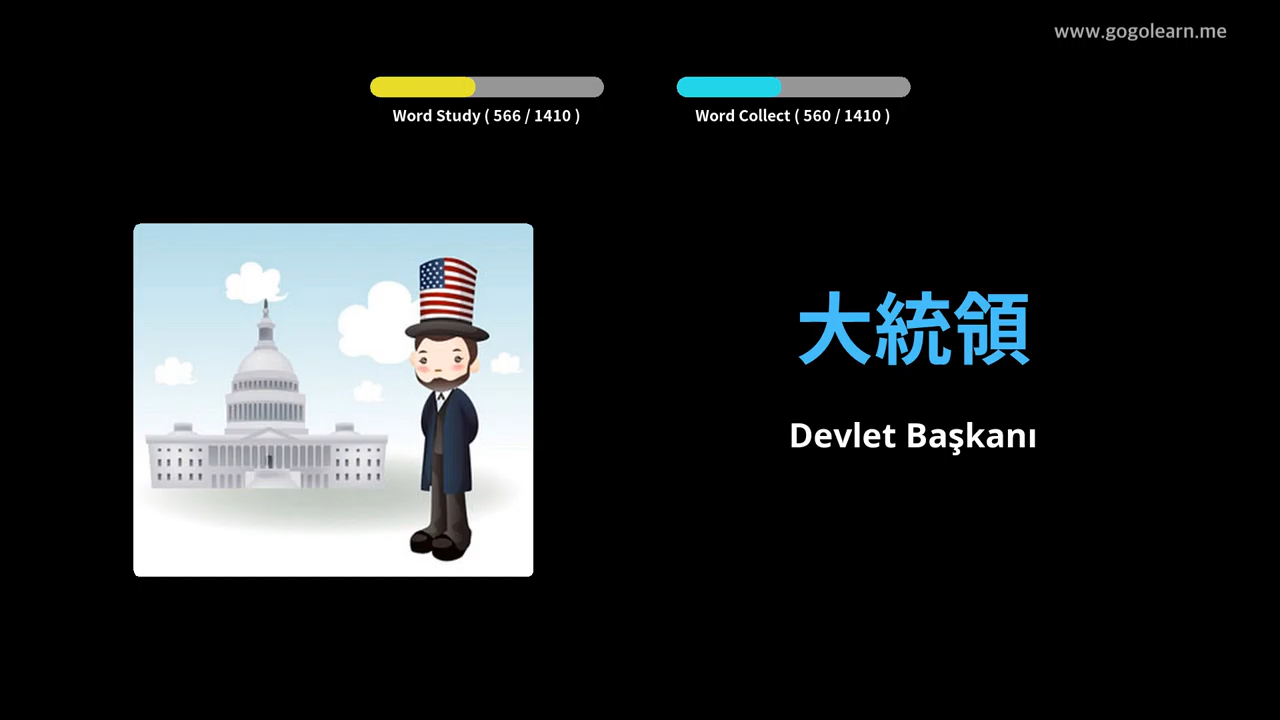 www.gogolearn.me
Word Study ( 566 / 1410 )
Word Collect ( 560 / 1410 )
大統領
Devlet Başkanı